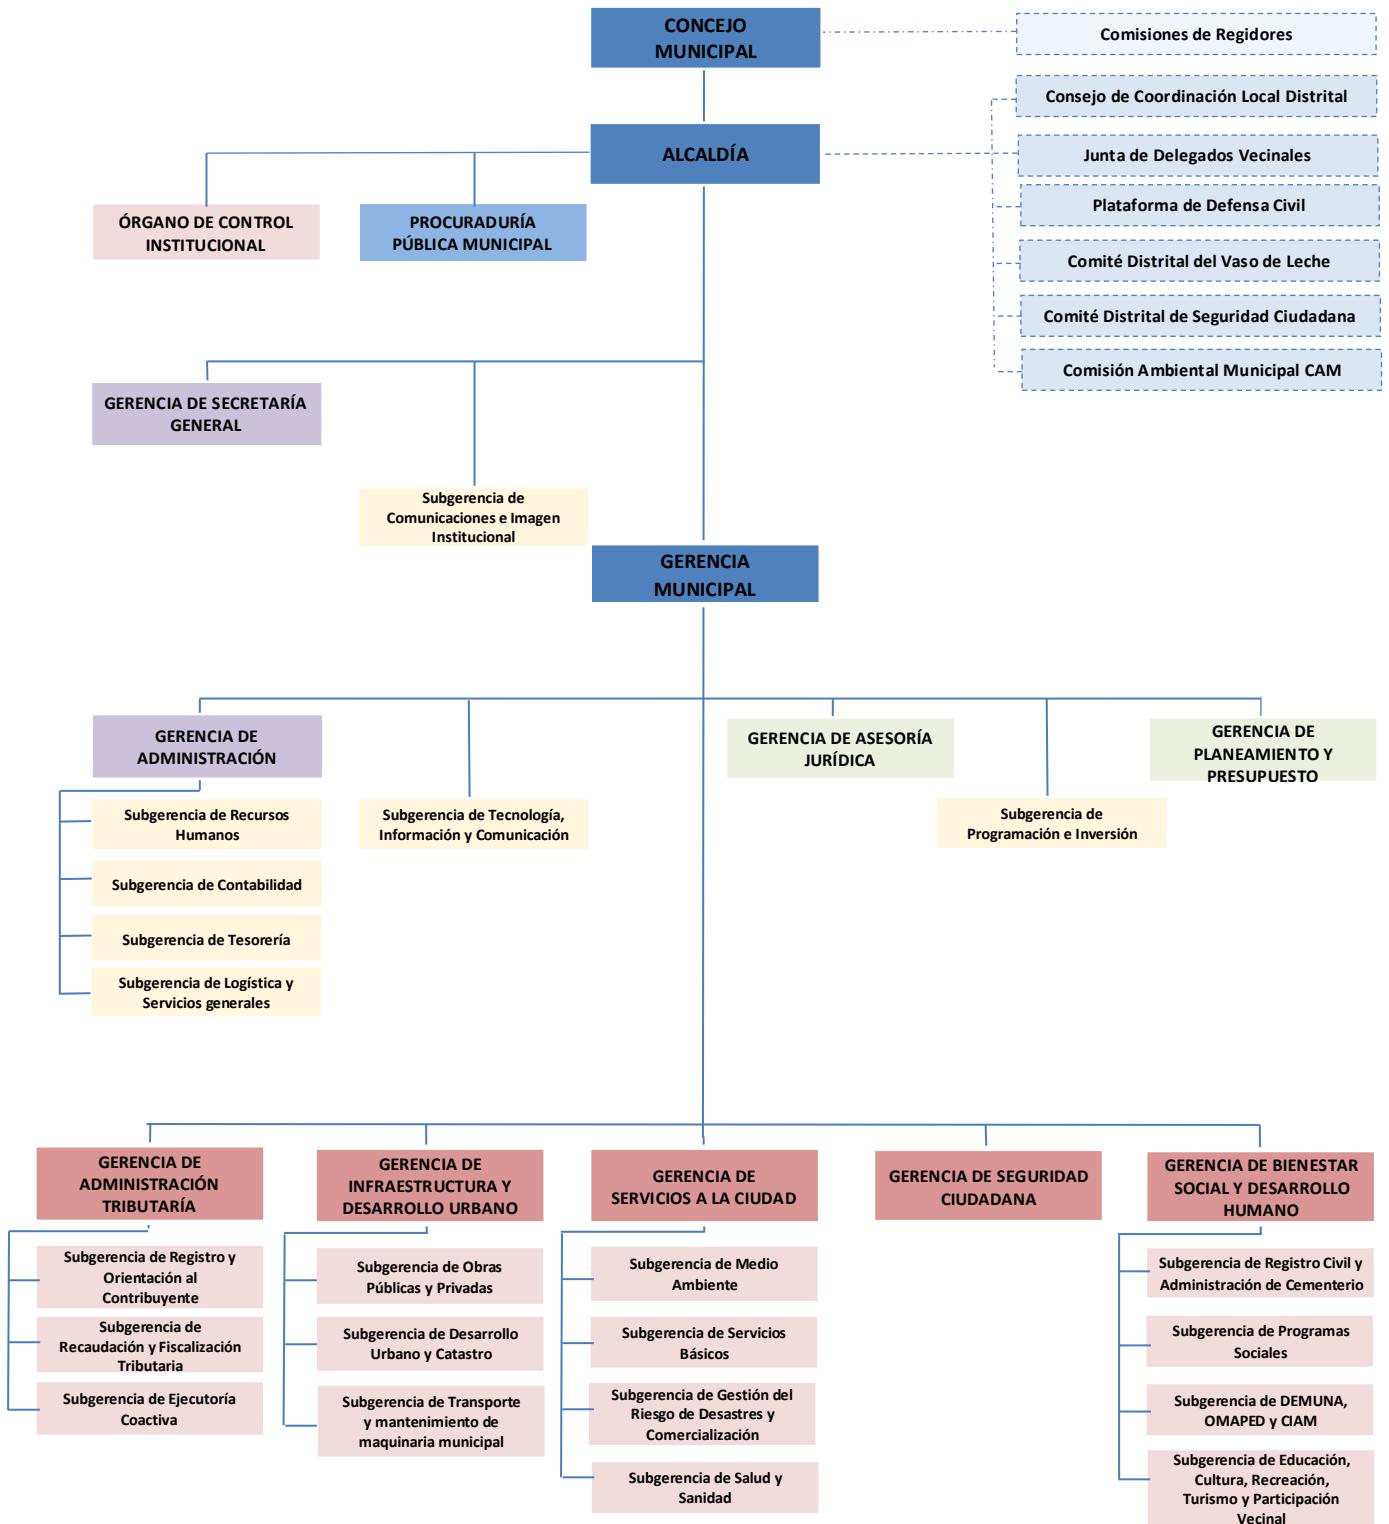 CONCEJO
MUNICIPAL
Comisiones de Regidores
Consejo de Coordinación Local Distrital
ALCALDÍA
Junta de Delegados Vecinales
Plataforma de Defensa Civil
ÓRGANO DE CONTROL
INSTITUCIONAL
PROCURADURÍA
PÚBLICA MUNICIPAL
Comité Distrital del Vaso de Leche
Comité Distrital de Seguridad Ciudadana
Comisión Ambiental Municipal CAM
GERENCIA DE SECRETARÍA
GENERAL
Subgerencia de
Comunicaciones e Imagen
Institucional
GERENCIA
MUNICIPAL
GERENCIA DE
ADMINISTRACIÓN
GERENCIA DE ASESORÍA
JURÍDICA
GERENCIA DE
PLANEAMIENTO Y
PRESUPUESTO
Subgerencia de Recursos
Humanos
Subgerencia de Tecnología,
Información y Comunicación
Subgerencia de
Programación e Inversión
Subgerencia de Contabilidad
Subgerencia de Tesorería
Subgerencia de Logística y
Servicios generales
GERENCIA DE
ADMINISTRACIÓN
TRIBUTARÍA
GERENCIA DE
INFRAESTRUCTURA Y
DESARROLLO URBANO
GERENCIA DE
SERVICIOS A LA CIUDAD
GERENCIA DE SEGURIDAD
CIUDADANA
GERENCIA DE BIENESTAR
SOCIAL Y DESARROLLO
HUMANO
Subgerencia de Registro y
Orientación al
Contribuyente
Subgerencia de
Recaudación y Fiscalización
Tributaria
Subgerencia de Ejecutoría
Coactiva
Subgerencia de Obras
Públicas y Privadas
Subgerencia de Desarrollo
Urbano y Catastro
Subgerencia de Transporte
y mantenimiento de
maquinaria municipal
Subgerencia de Medio
Ambiente
Subgerencia de Servicios
Básicos
Subgerencia de Gestión del
Riesgo de Desastres y
Comercialización
Subgerencia de Salud y
Sanidad
Subgerencia de Registro Civil y
Administración de Cementerio
Subgerencia de Programas
Sociales
Subgerencia de DEMUNA,
OMAPED y CIAM
Subgerencia de Educación,
Cultura, Recreación,
Turismo y Participación
Vecinal